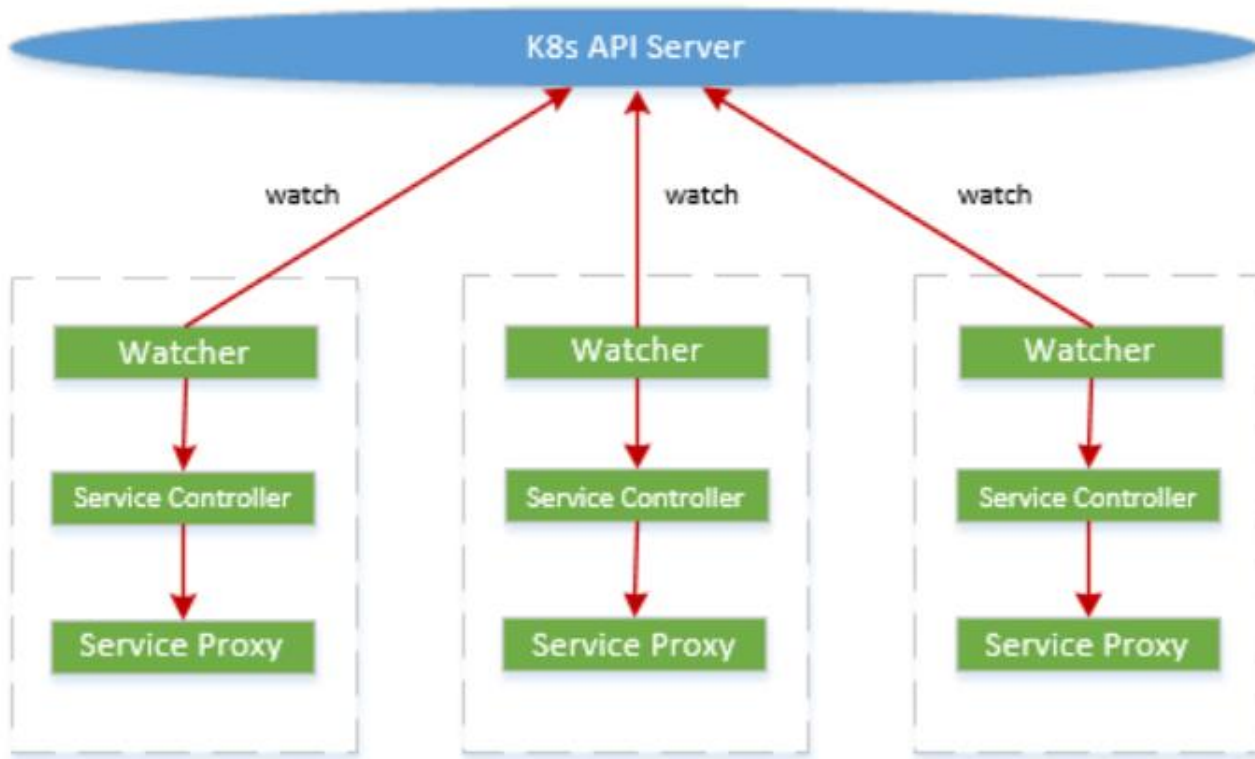 K8s API Server
watch
watch
watch
Watcher
Watcher
Watcher
Service Controller
Service Controller
Service Controller
Service Proxy
Service Proxy
Service Proxy